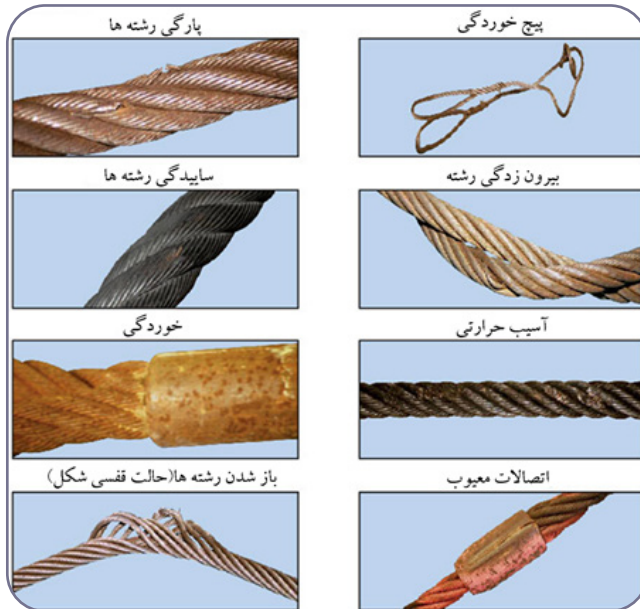 پیچ خوردگی
پارگی رشته ها
بیرون زدگی رشته
ساییدگی رشته ها
آسیب حرارتی
خوردگی
اتصالات معیوب
باز شدن رشته ها(حالت قفسی شکل)